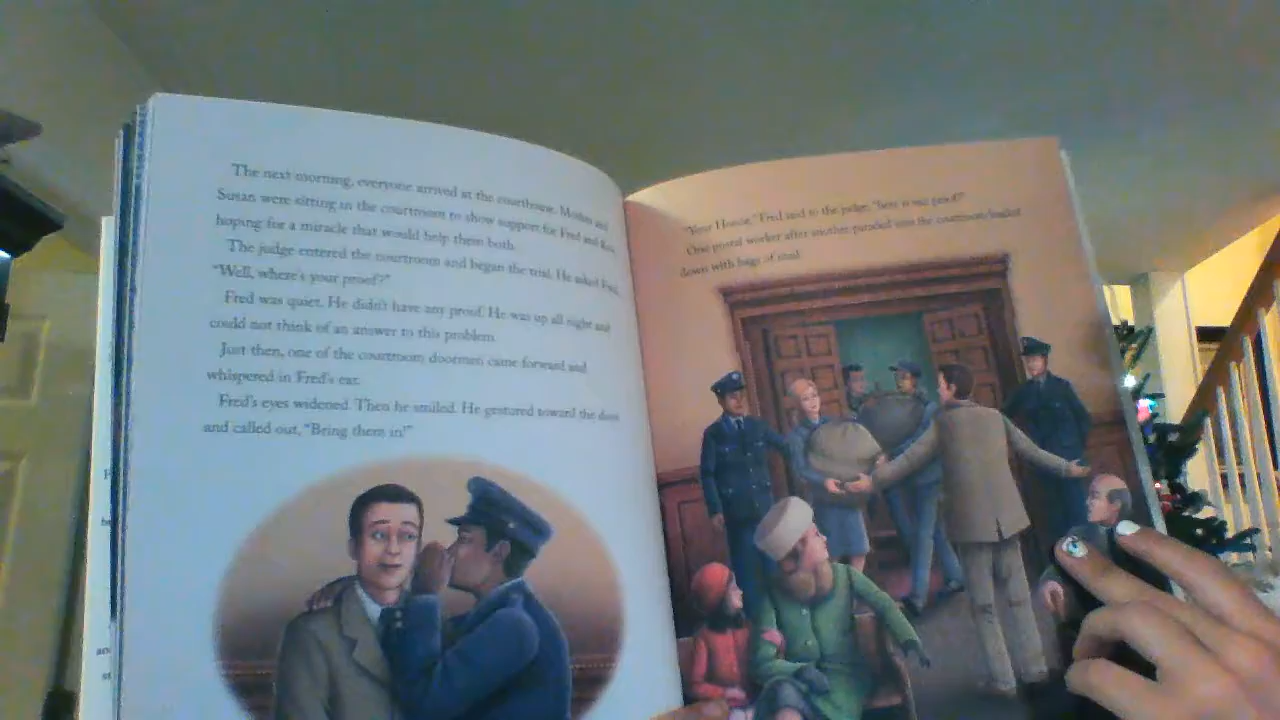 The next morning, everyone arrived at the courthouse. Mother and
Susan were sitting in the courtroom to show support for Fred and Kris,
hoping for a miracle that would help them both.
The judge entered the courtroom and began the trial. He asked Fred,
"Well, where's your proof?"
Fred was quiet. He didn't have any proof. He was up all night and
could not think of an answer to this problem.
Just then, one of the courtroom doormen came forward and
whispered in Fred's ear.
Fred's eyes widened. Then he smiled. He gestured toward the door
and called out, "Bring them in!"
"Your Honor," Fred said to the judge, "here is our proof!"
One postal worker after another paraded into the courtroom loaded
down with bags of mail.